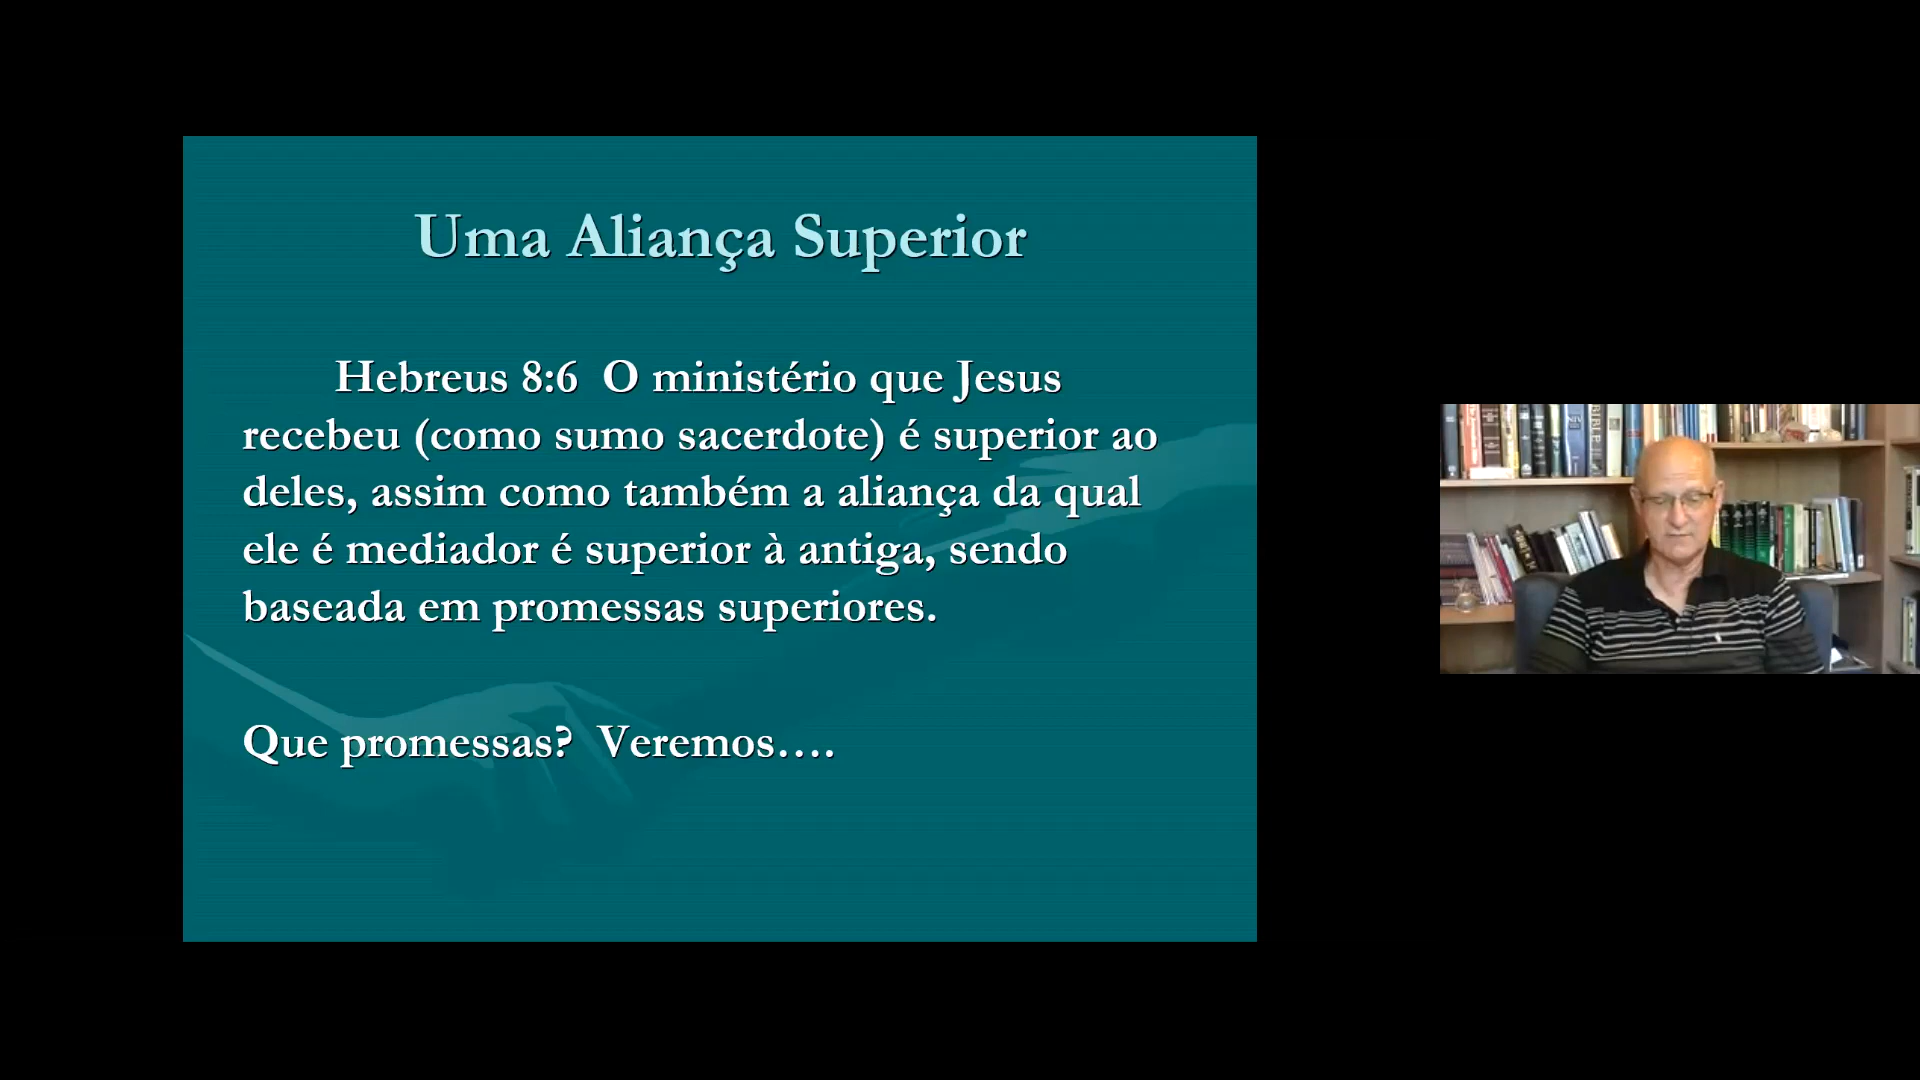 Uma Aliança Superior
Hebreus 8:6  O ministério que Jesus
recebeu (como sumo sacerdote) é superior ao
deles, assim como também a aliança da qual
ele é mediador é superior à antiga, sendo
baseada em promessas superiores.
Que promessas?  Veremos….